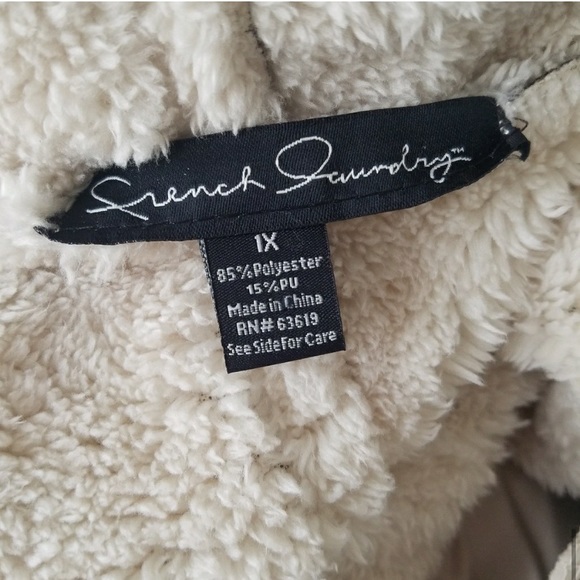 French Laundry™
1X
85%Polyester
15%PU
Made in China
RN# 63619
See Side For Care